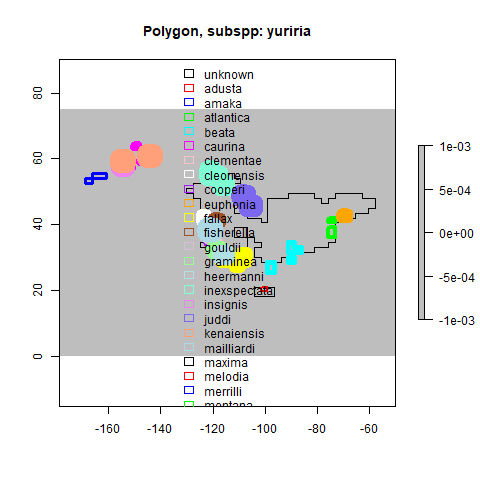 Polygon, subspp: yuriria
unknown
adusta
amaka
atlantica
beata
caurina
clementae
cleonensis
cooperi
euphonia
fallax
fisherella
gouldii
graminea
heermanni
inexspectata
insignis
juddi
kenaiensis
mailliardi
maxima
melodia
merrilli
montana
80
60
40
20
0
-160
-140
-120
-100
-80
-60
1e-03
5e-04
0e+00
-5e-04
-1e-03